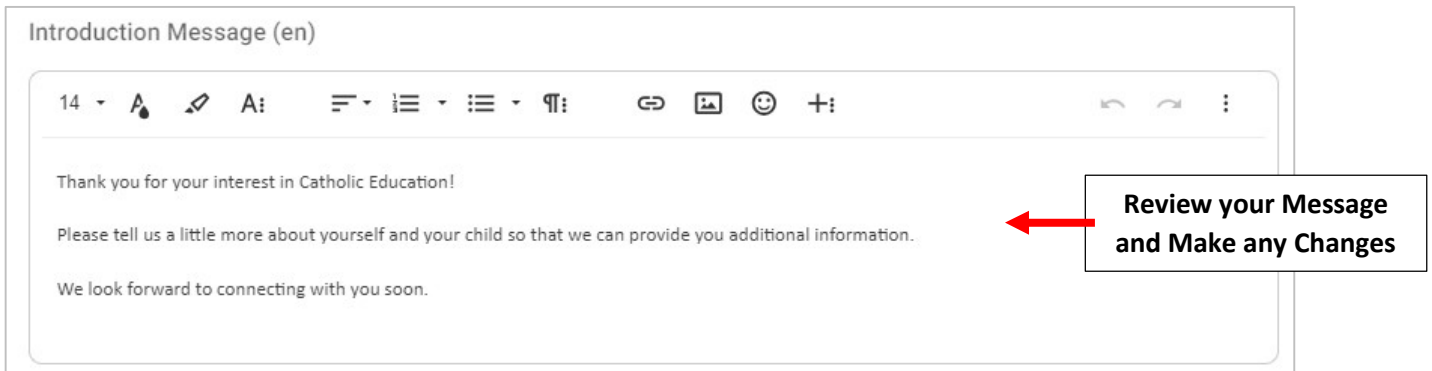 Introduction Message (en)
14
Thank you for your interest in Catholic Education!
Please tell us a little more about yourself and your child so that we can provide you additional information.
We look forward to connecting with you soon.
Review your Message
and Make any Changes